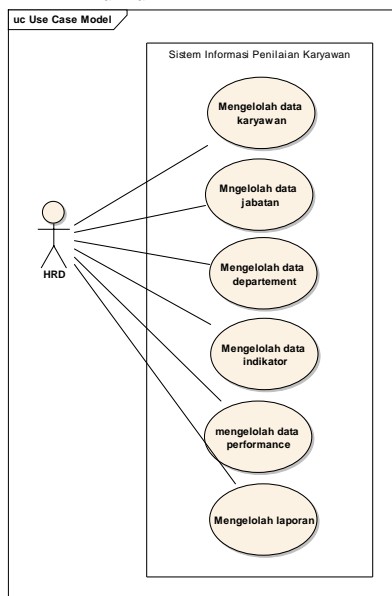 uc Use Case Model
Sistem Informasi Penilaian Karyawan
Mengelolah data
karyawan
Mngelolah data
jabatan
HRD
Mengelolah data
departement
Mengelolah data
indikator
mengelolah data
performance
Mengelolah laporan